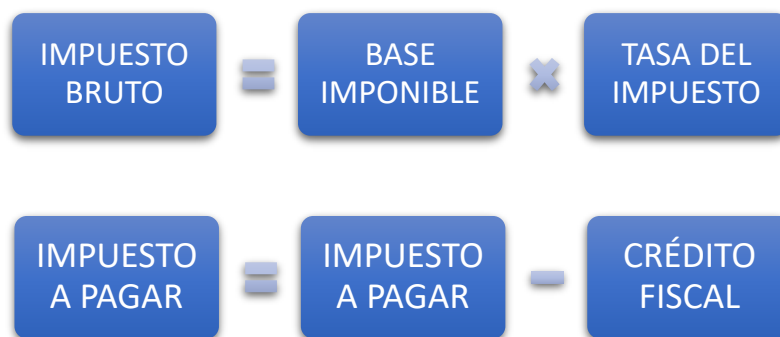 IMPUESTO
BRUTO
=
BASE
IMPONIBLE
×
TASA DEL
IMPUESTO
IMPUESTO
A PAGAR
=
IMPUESTO
A PAGAR
−
CRÉDITO
FISCAL